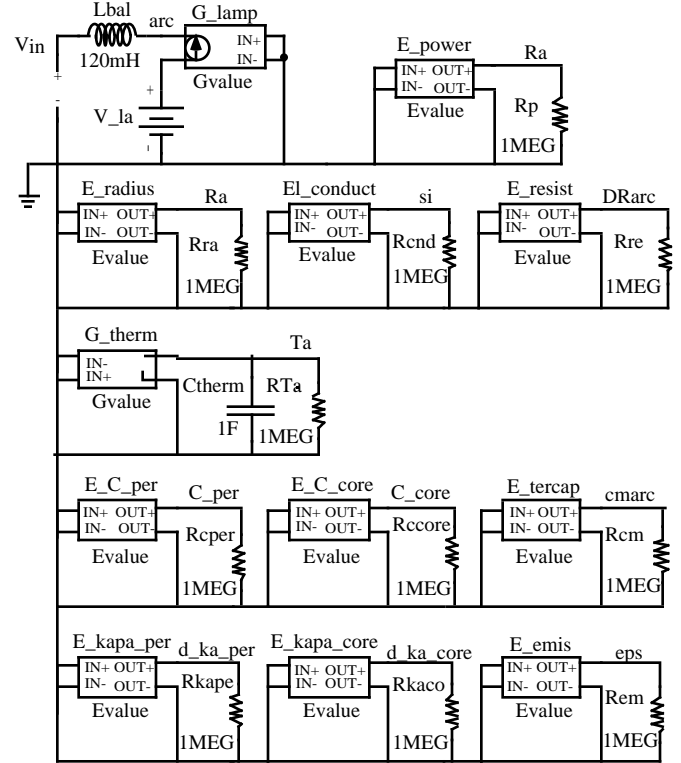 Lbal
arc
G_lamp
Vin
120mH
IN+
IN-
Gvalue
+
-
+
V_la
-
E_power
Ra
IN+ OUT+
IN- OUT-
Evalue
Rp
1MEG
E_radius
Ra
IN+ OUT+
IN- OUT-
Evalue
Rra
1MEG
El_conduct
si
IN+ OUT+
IN- OUT-
Evalue
Rcnd
1MEG
E_resist
DRarc
IN+ OUT+
IN- OUT-
Evalue
Rre
1MEG
G_therm
Ta
IN-
IN+
Gvalue
Ctherm
1F
RTa
1MEG
E_C_per
C_per
IN+ OUT+
IN- OUT-
Evalue
Rcper
1MEG
E_C_core
C_core
IN+ OUT+
IN- OUT-
Evalue
Rccore
1MEG
E_tercap
cmarc
IN+ OUT+
IN- OUT-
Evalue
Rcm
1MEG
E_kapa_per
d_ka_per
IN+ OUT+
IN- OUT-
Evalue
Rkape
1MEG
E_kapa_core
d_ka_core
IN+ OUT+
IN- OUT-
Evalue
Rkaco
1MEG
E_emis
eps
IN+ OUT+
IN- OUT-
Evalue
Rem
1MEG